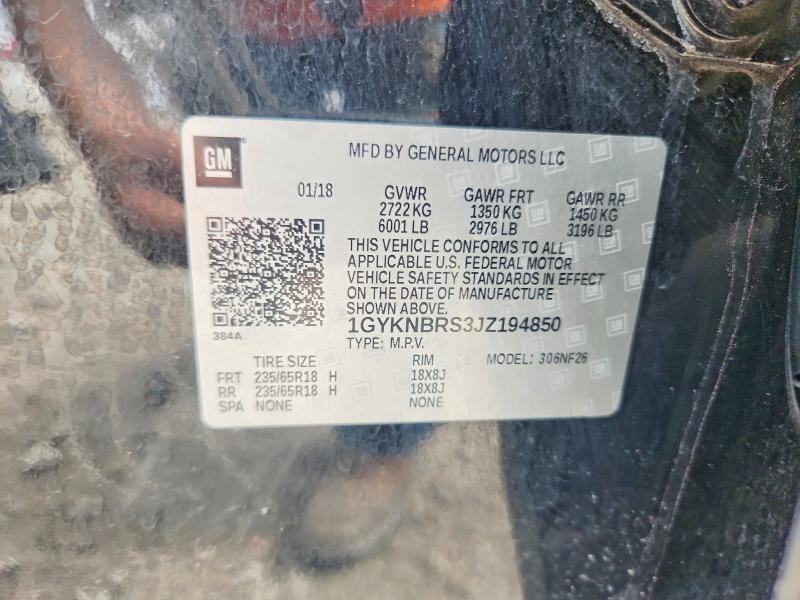 GM
MFD BY GENERAL MOTORS LLC
01/18 GVWR GAWR FRT GAWR RR
2722 KG 1350 KG 1450 KG
6001 LB 2976 LB 3196 LB
THIS VEHICLE CONFORMS TO ALL
APPLICABLE U.S. FEDERAL MOTOR
VEHICLE SAFETY STANDARDS IN EFFECT
ON THE DATE OF MANUFACTURE
SHOWN ABOVE.
384A
1GYKNBRS3JZ194850
TYPE: M.P.V.
TIRE SIZE RIM MODEL: 306NF26
FRT 235/65R18 H 18X8J
RR 235/65R18 H 18X8J
SPA NONE NONE